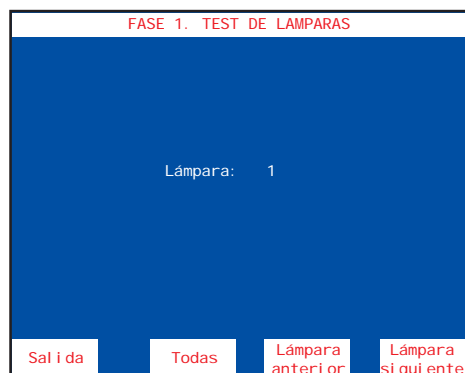 FASE 1. TEST DE LAMPARAS
Lámpara: 1
Salida
Todas
Lámpara
anterior
Lámpara
siguiente